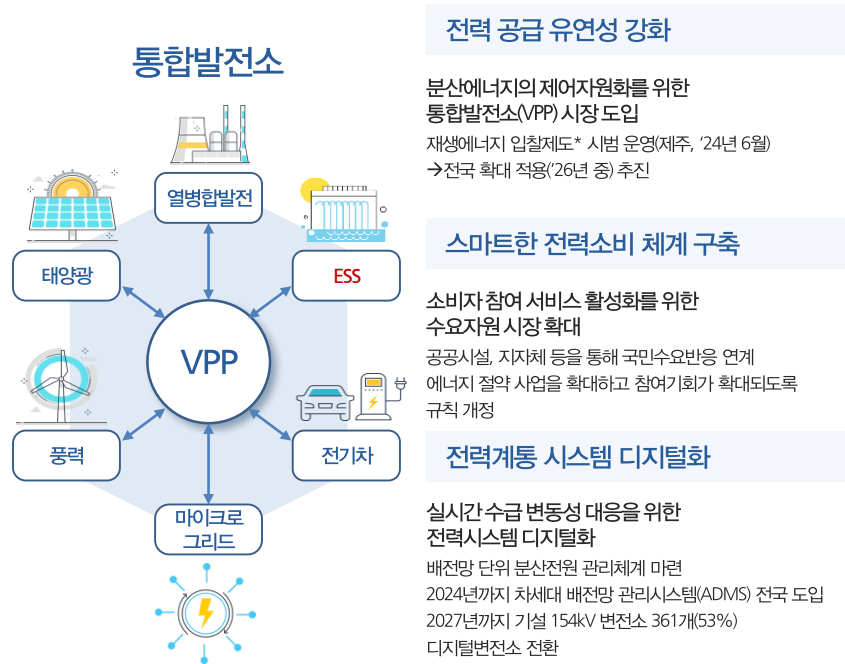 통합발전소
열병합발전
태양광
ESS
VPP
풍력
전기차
마이크로
그리드
전력 공급 유연성 강화
분산에너지의 제어자원화를 위한
통합발전소(VPP) 시장 도입
재생에너지 입찰제도* 시범 운영(제주, ‘24년 6월)
→전국 확대 적용(‘26년 중) 추진
스마트한 전력소비 체계 구축
소비자 참여 서비스 활성화를 위한
수요자원 시장 확대
공공시설, 지자체 등을 통해 국민수요반응 연계
에너지 절약 사업을 확대하고 참여기회가 확대되도록
규칙 개정
전력계통 시스템 디지털화
실시간 수급 변동성 대응을 위한
전력시스템 디지털화
배전망 단위 분산전원 관리체계 마련
2024년까지 차세대 배전망 관리시스템(ADMS) 전국 도입
2027년까지 기설 154kV 변전소 361개(53%)
디지털변전소 전환